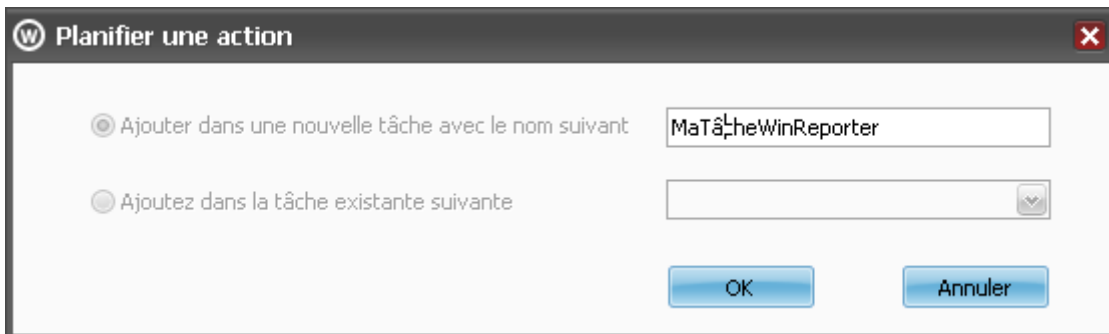 W Planifier une action
Ajouter dans une nouvelle tâche avec le nom suivant MaTâcheWinReporter
Ajoutez dans la tâche existante suivante
OK Annuler